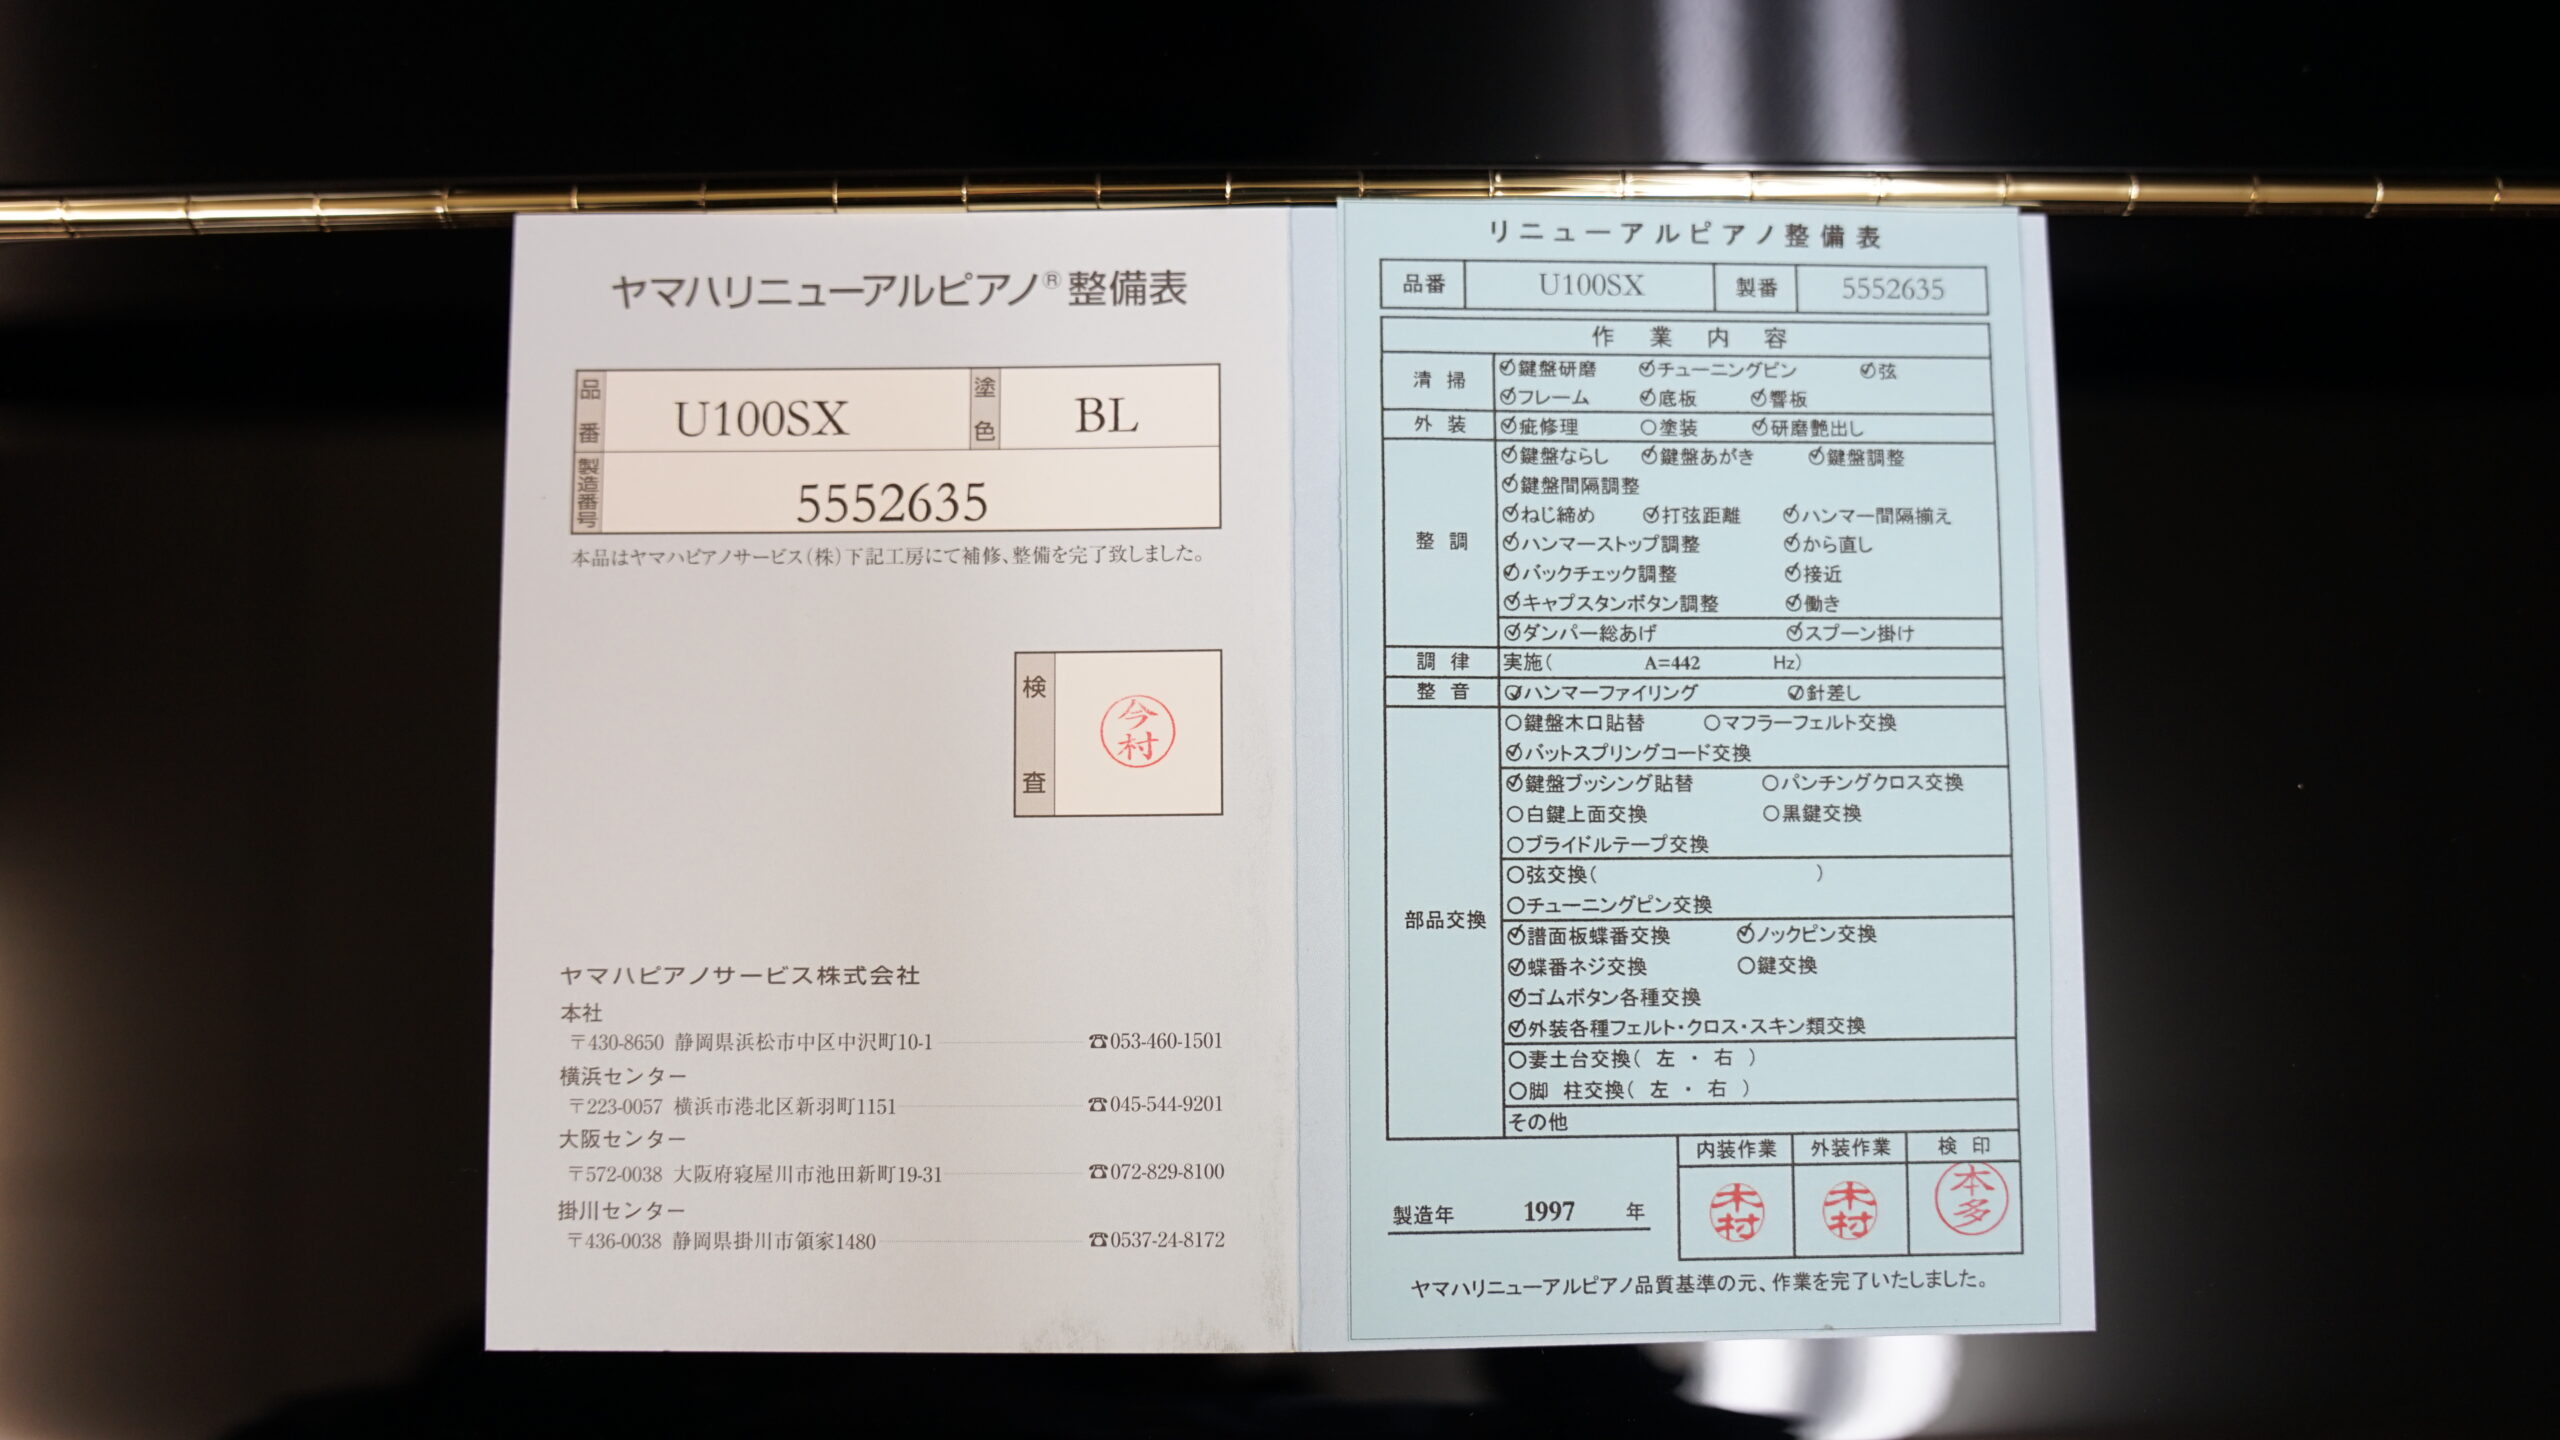 ヤマハリニューアルピアノ®整備表
品番 U100SX 塗色 BL
製造番号 5552635
本品はヤマハピアノサービス(株)下記工房にて補修、整備を完了致しました。
検査 今村
ヤマハピアノサービス株式会社
本社
〒430-8650 静岡県浜松市中区中沢町10-1 ☎053-460-1501
横浜センター
〒223-0057 横浜市港北区新羽町1151 ☎045-544-9201
大阪センター
〒572-0038 大阪府寝屋川市池田新町19-31 ☎072-829-8100
掛川センター
〒436-0038 静岡県掛川市領家1480 ☎0537-24-8172
リニューアルピアノ整備表
品番 U100SX 製番 5552635
作業内容
清掃 ☑鍵盤研磨 ☑チューニングピン ☑弦
☑フレーム ☑底板 ☑響板
外装 ☑疵修理 ○塗装 ☑研磨艶出し
整調 ☑鍵盤ならし ☑鍵盤あがき ☑鍵盤調整
☑鍵盤間隔調整
☑ねじ締め ☑打弦距離 ☑ハンマー間隔揃え
☑ハンマーストップ調整 ☑から直し
☑バックチェック調整 ☑接近
☑キャプスタンボタン調整 ☑働き
☑ダンパー総あげ ☑スプーン掛け
調律 実施( A=442 Hz)
整音 ☑ハンマーファイリング ☑針差し
部品交換 ○鍵盤木口貼替 ○マフラーフェルト交換
☑バットスプリングコード交換
☑鍵盤ブッシング貼替 ○パンチングクロス交換
○白鍵上面交換 ○黒鍵交換
○ブライドルテープ交換
○弦交換( )
○チューニングピン交換
☑譜面板蝶番交換 ☑ノックピン交換
☑蝶番ネジ交換 ○鍵交換
☑ゴムボタン各種交換
☑外装各種フェルト・クロス・スキン類交換
○妻土台交換( 左 ・ 右 )
○脚 柱交換( 左 ・ 右 )
その他
内装作業 外装作業 検印
木村 木村 本多
製造年 1997 年
ヤマハリニューアルピアノ品質基準の元、作業を完了いたしました。